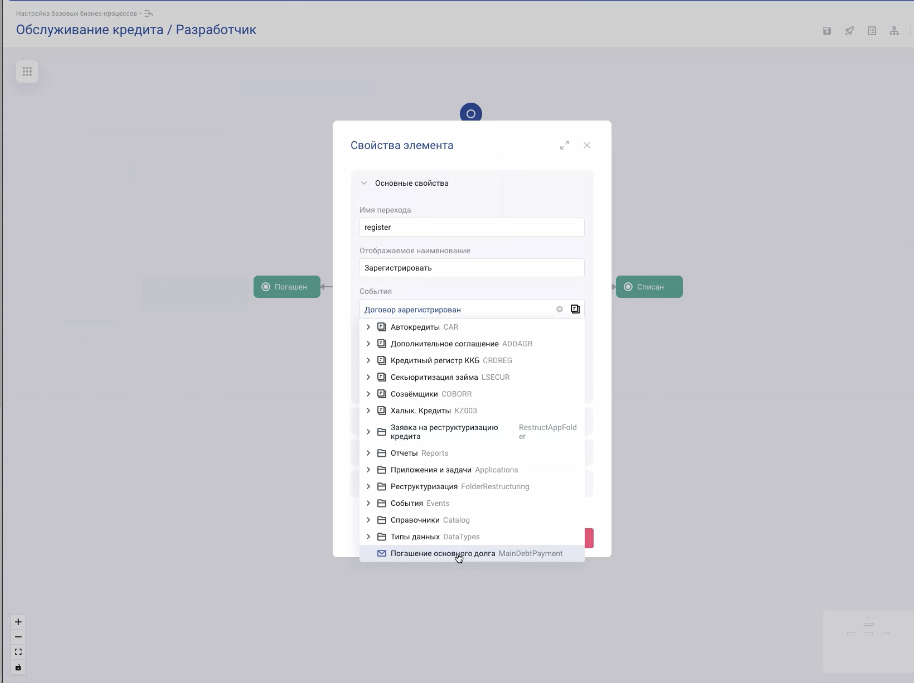 Настройка базовых бизнес-процессов
Обслуживание кредита / Разработчик
Свойства элемента
Основные свойства
Имя перехода
register
Отображаемое наименование
Зарегистрировать
События
Погашен
Списан
Договор зарегистрирован
Автокредиты CAR
Дополнительное соглашение ADDAGR
Кредитный регистр ККБ CRDREG
Секьюритизация займа LSECUR
Созаёмщики COBORR
Халык. Кредиты KZ003
Заявка на реструктуризацию RestructAppFold
кредита er
Отчеты Reports
Приложения и задачи Applications
Реструктуризация FolderRestructuring
События Events
Справочники Catalog
Типы данных DataTypes
Погашение основного долга MainDebtPayment